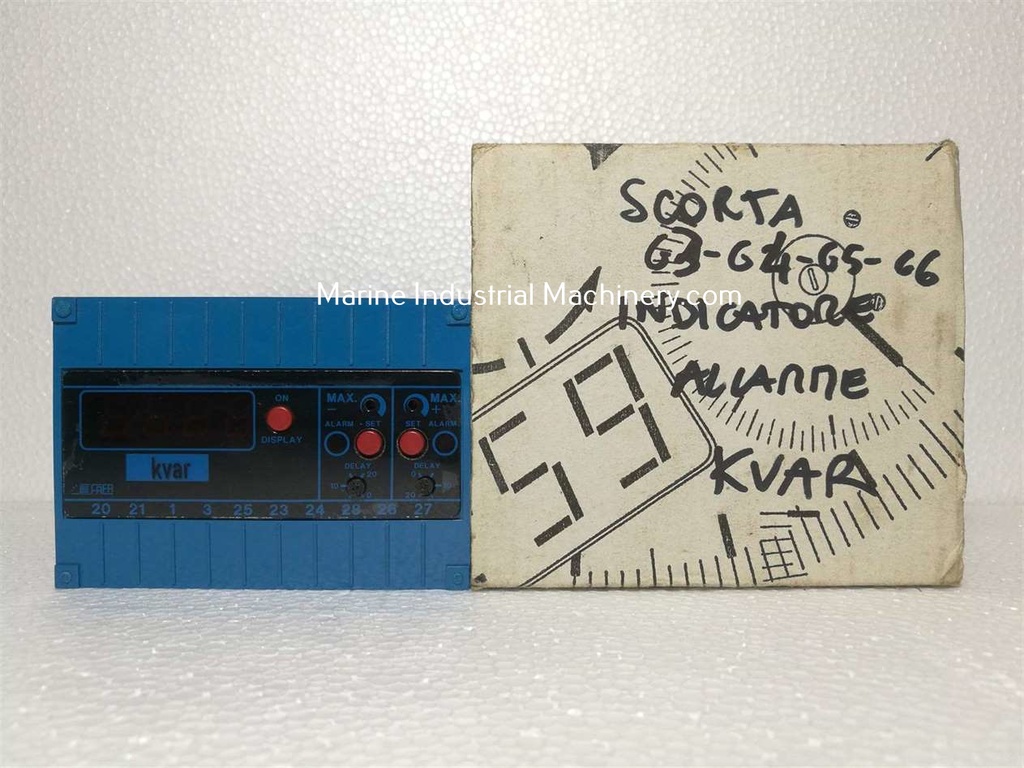 SCORTA
G3-G4-G5-G6
Marine Industrial Machinery.com
INDICATORE
ALLARME
KVAR
59
ON
DISPLAY
MAX. MAX.
- +
ALARM - SET SET ALARM
DELAY DELAY
kvar
FRER
20 21 1 3 25 23 24 28 26 27